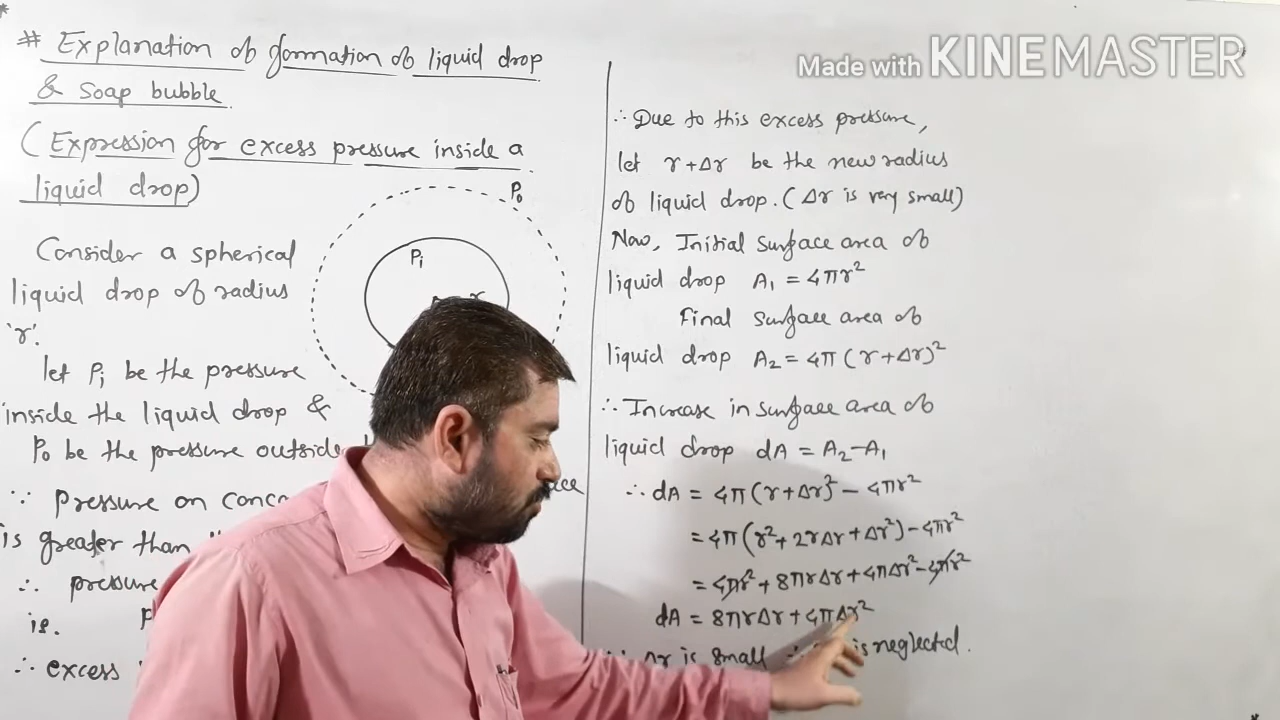 # Explanation of formation of liquid drop
& Soap bubble.
(Expression for excess pressure inside a
liquid drop)
P₀
Pᵢ
r
Consider a spherical
liquid drop of radius
'r'.
let Pᵢ be the pressure
inside the liquid drop &
P₀ be the pressure outside
∵ pressure on
is greater than
∴ pressure
is.
∴ excess
Made with KINEMASTER
∴ Due to this excess pressure,
let r+Δr be the new radius
of liquid drop. (Δr is very small)
Now, Initial surface area of
liquid drop A₁ = 4πr²
Final surface area of
liquid drop A₂ = 4π(r+Δr)²
∴ Increase in surface area of
liquid drop dA = A₂-A₁
∴ dA = 4π(r+Δr)² - 4πr²
= 4π(r²+2rΔr+Δr²) - 4πr²
= 4πr² + 8πrΔr + 4πΔr² - 4πr²
dA = 8πrΔr + 4πΔr²
∵ Δr is small ∴ is neglected.